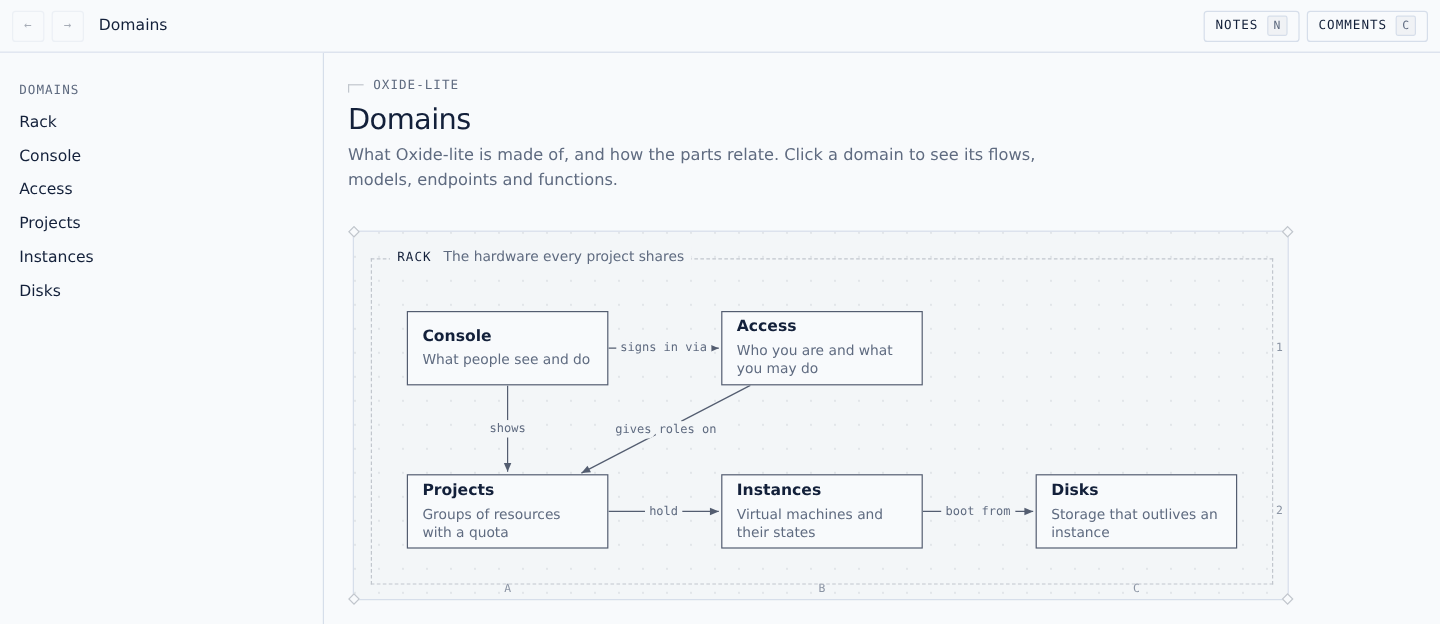 ← → Domains
NOTES N COMMENTS C
DOMAINS
Rack
Console
Access
Projects
Instances
Disks
OXIDE-LITE
Domains
What Oxide-lite is made of, and how the parts relate. Click a domain to see its flows,
models, endpoints and functions.
RACK The hardware every project shares
Console
What people see and do
signs in via
Access
Who you are and what
you may do
1
shows
gives roles on
Projects
Groups of resources
with a quota
hold
Instances
Virtual machines and
their states
boot from
Disks
Storage that outlives an
instance
2
A B C